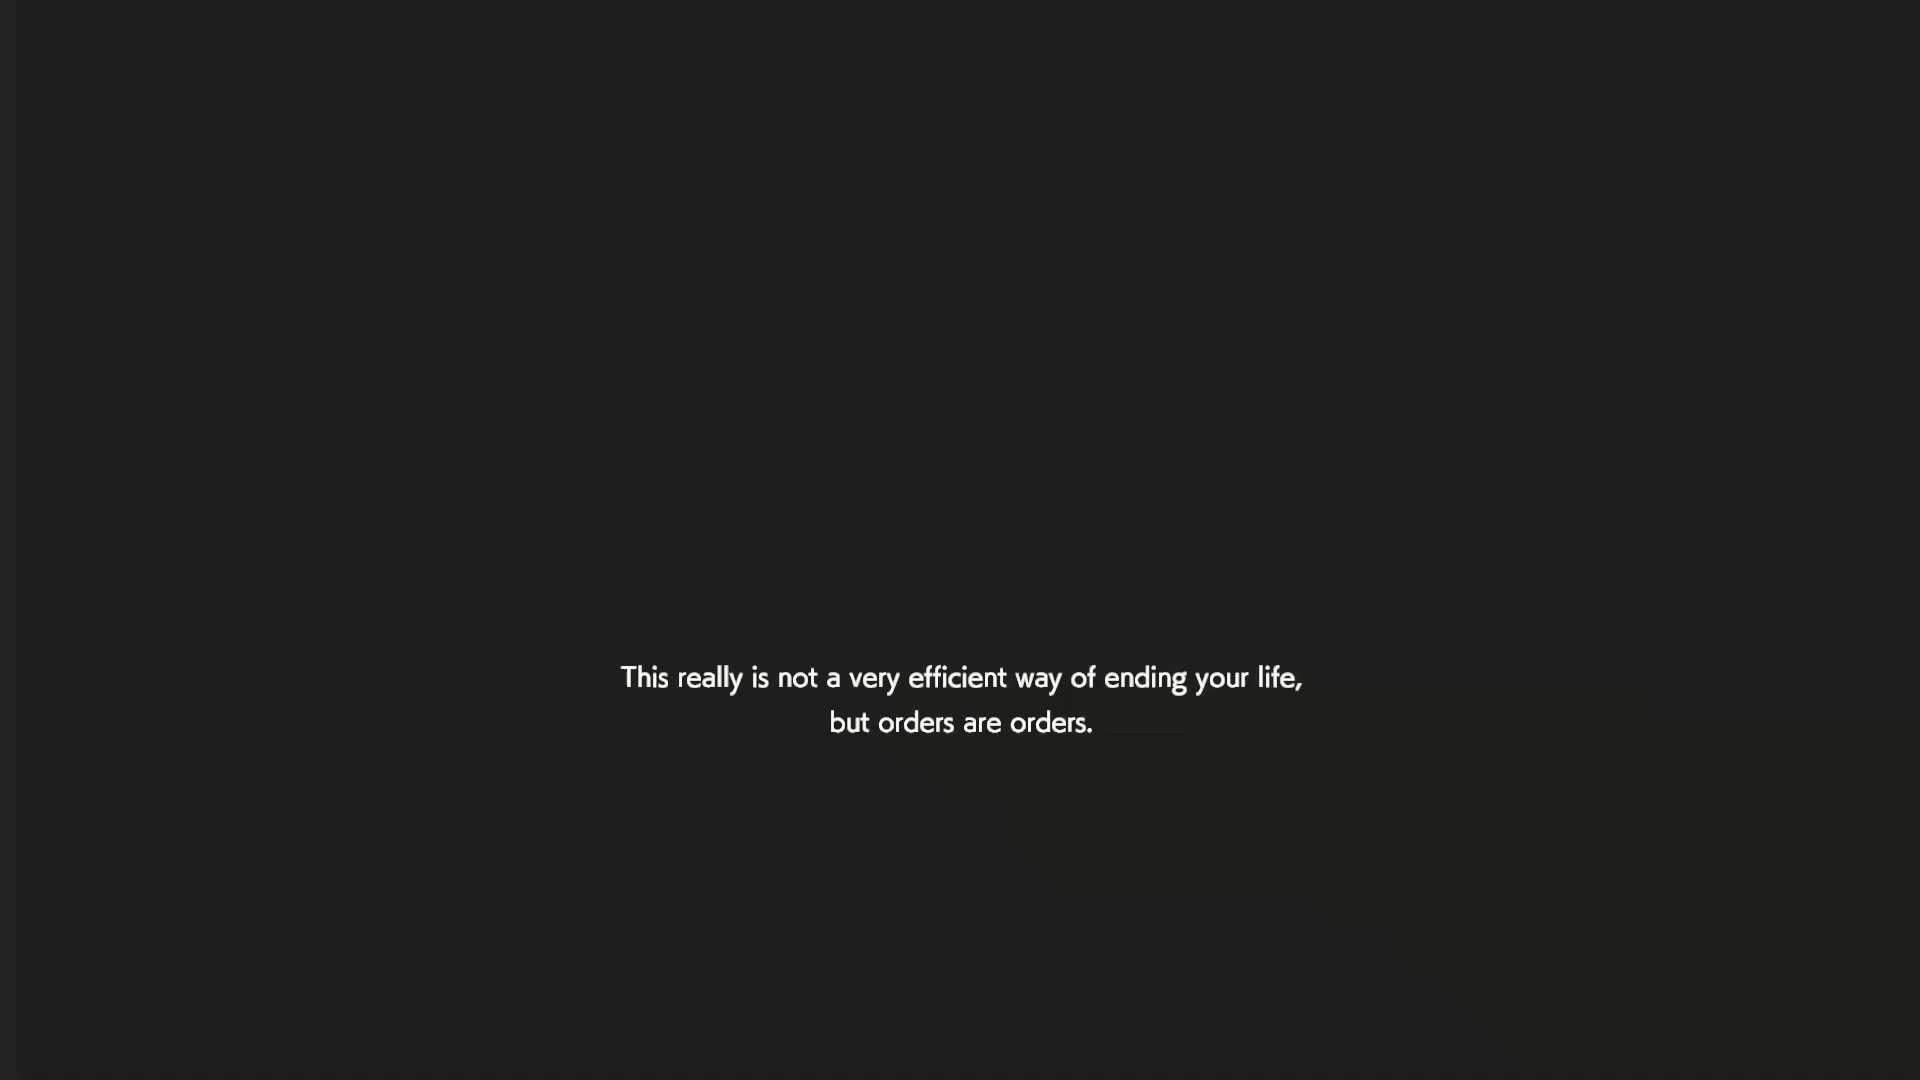 This really is not a very efficient way of ending your life,
but orders are orders.